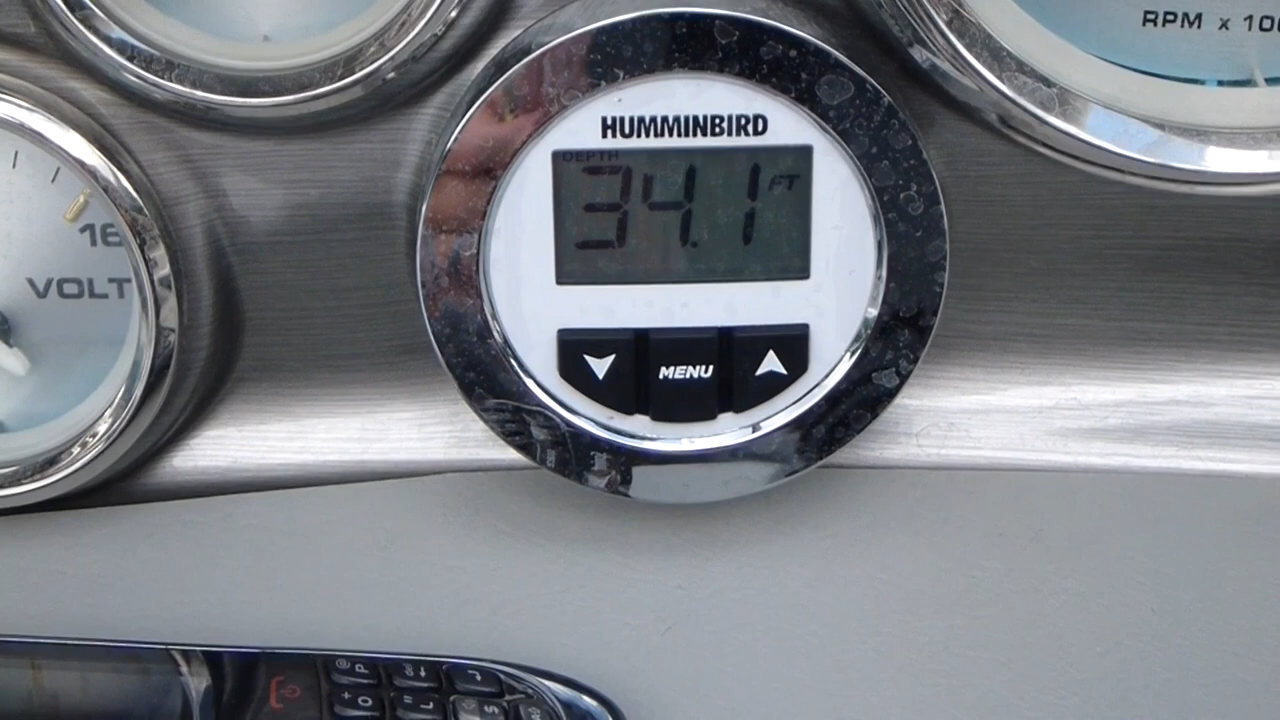 RPM x 100
HUMMINBIRD
DEPTH
34.1 FT
16
VOLT
MENU
@
P
+
O
"
L
$